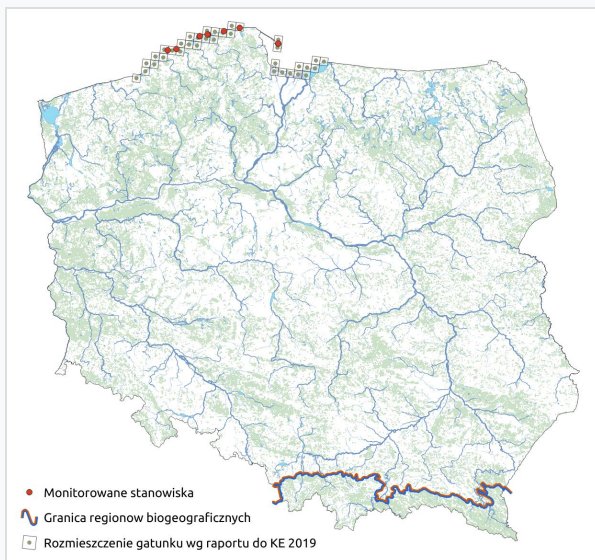 Monitorowane stanowiska
Granica regionow biogeograficznych
Rozmieszczenie gatunku wg raportu do KE 2019